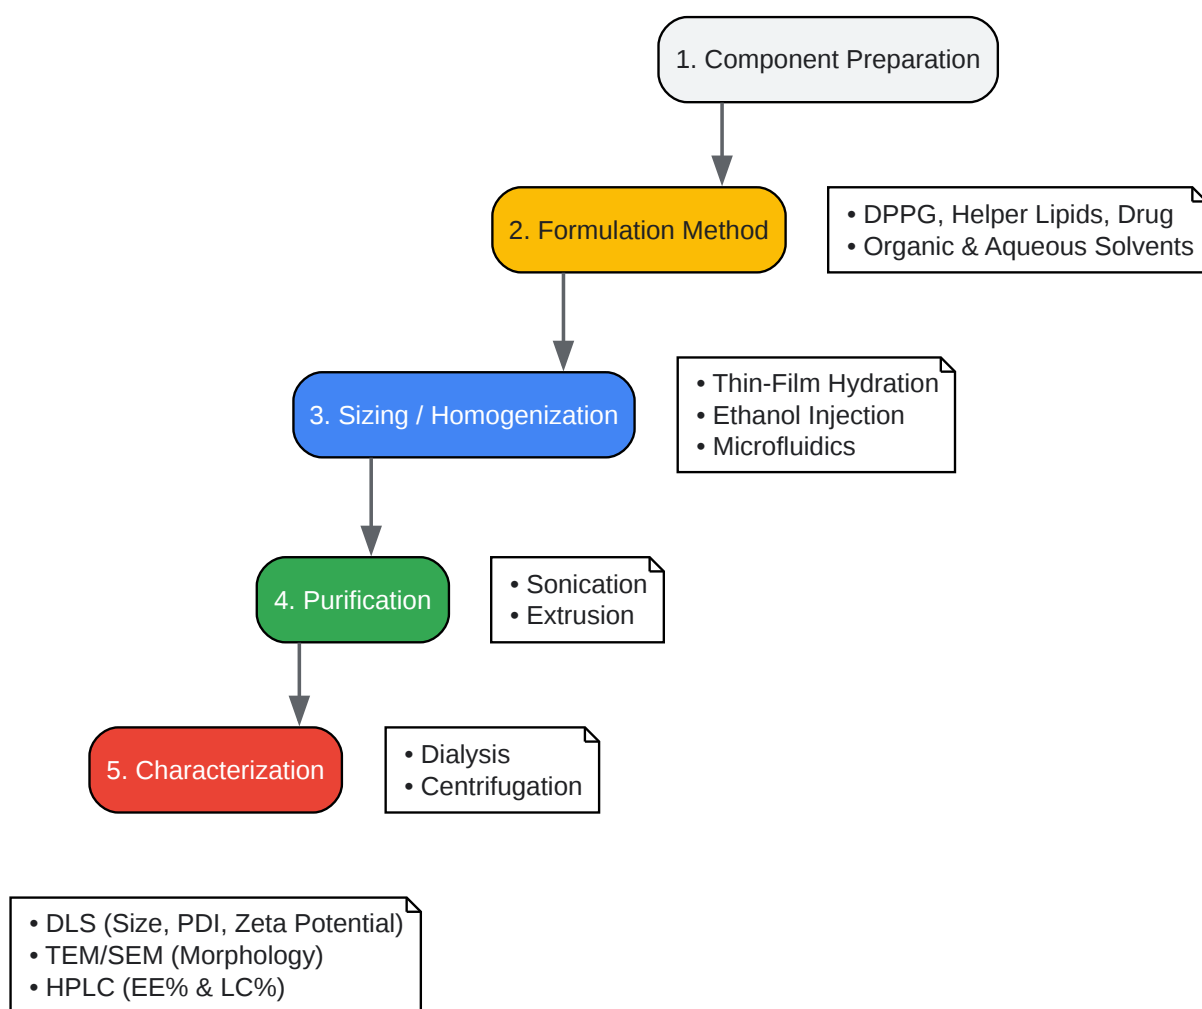 1. Component Preparation
2. Formulation Method
• DPPG, Helper Lipids, Drug
• Organic & Aqueous Solvents
3. Sizing / Homogenization
• Thin-Film Hydration
• Ethanol Injection
• Microfluidics
4. Purification
• Sonication
• Extrusion
5. Characterization
• Dialysis
• Centrifugation
• DLS (Size, PDI, Zeta Potential)
• TEM/SEM (Morphology)
• HPLC (EE% & LC%)